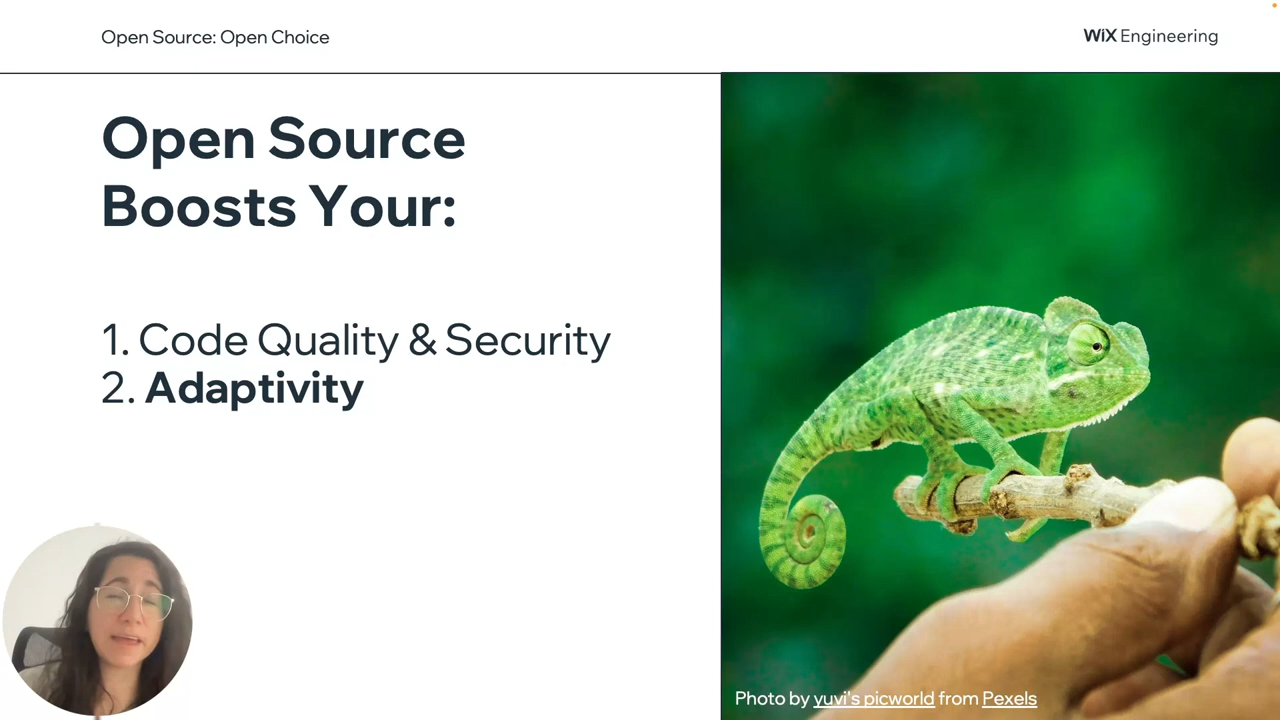 Open Source: Open Choice
WiX Engineering
Open Source
Boosts Your:
1. Code Quality & Security
2. Adaptivity
Photo by yuvi's picworld from Pexels